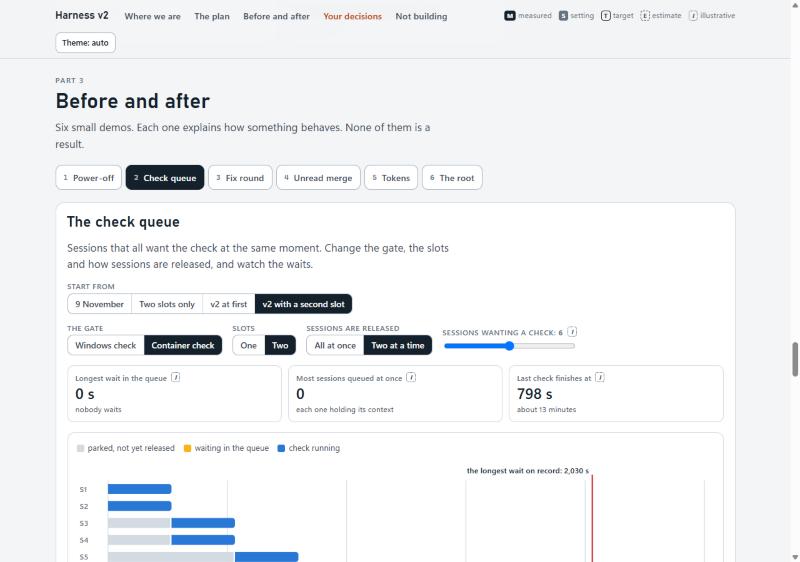 Harness v2 Where we are The plan Before and after Your decisions Not building M measured S setting T target E estimate I illustrative
Theme: auto
PART 3
Before and after
Six small demos. Each one explains how something behaves. None of them is a
result.
1 Power-off 2 Check queue 3 Fix round 4 Unread merge 5 Tokens 6 The root
The check queue
Sessions that all want the check at the same moment. Change the gate, the slots
and how sessions are released, and watch the waits.
START FROM
9 November Two slots only v2 at first v2 with a second slot
THE GATE SLOTS SESSIONS ARE RELEASED SESSIONS WANTING A CHECK: 6 I
Windows check Container check One Two All at once Two at a time
Longest wait in the queue I Most sessions queued at once I Last check finishes at I
0 s 0 798 s
nobody waits each one holding its context about 13 minutes
parked, not yet released waiting in the queue check running
the longest wait on record: 2,030 s
S1
S2
S3
S4
S5